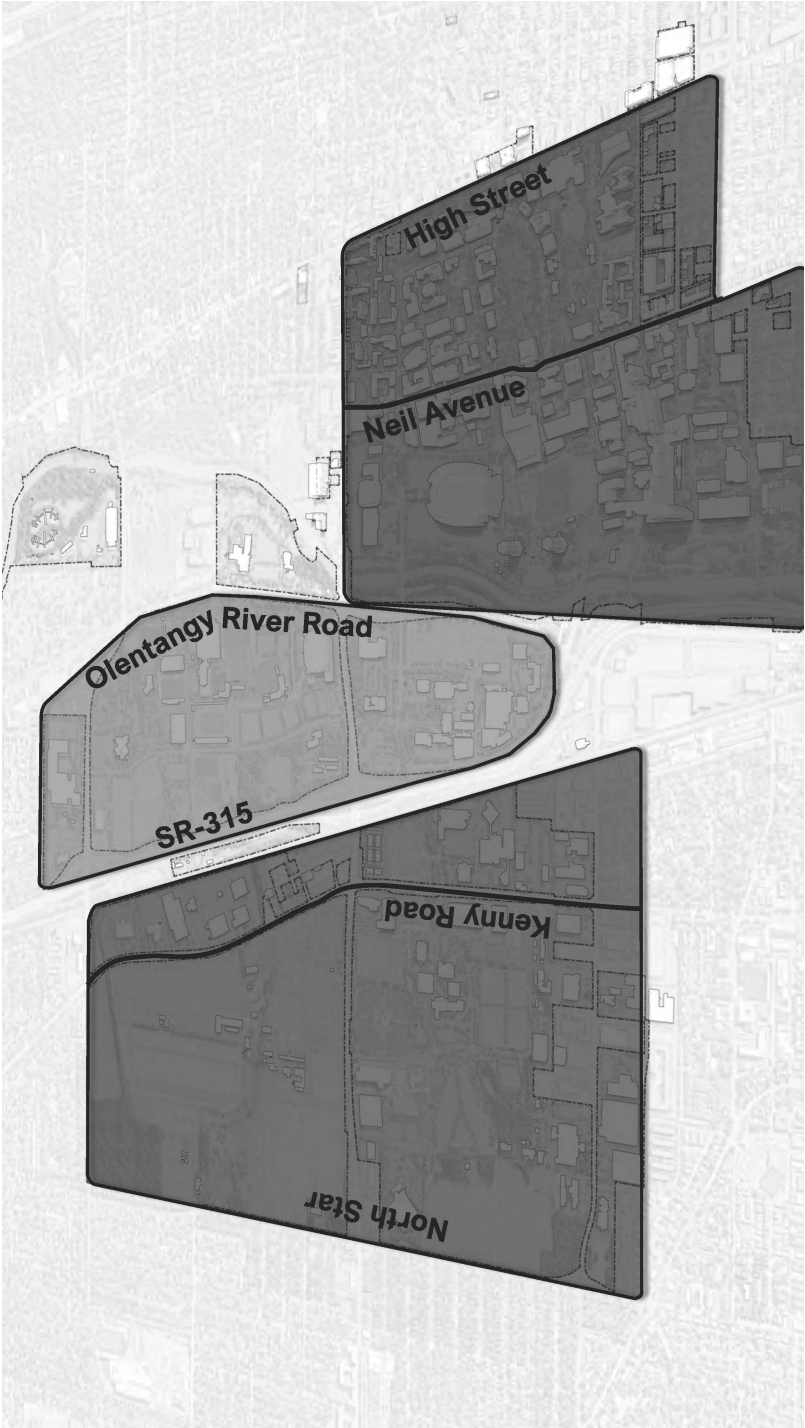 High Street
Neil Avenue
Olentangy River Road
SR-315
Kenny Road
North Star